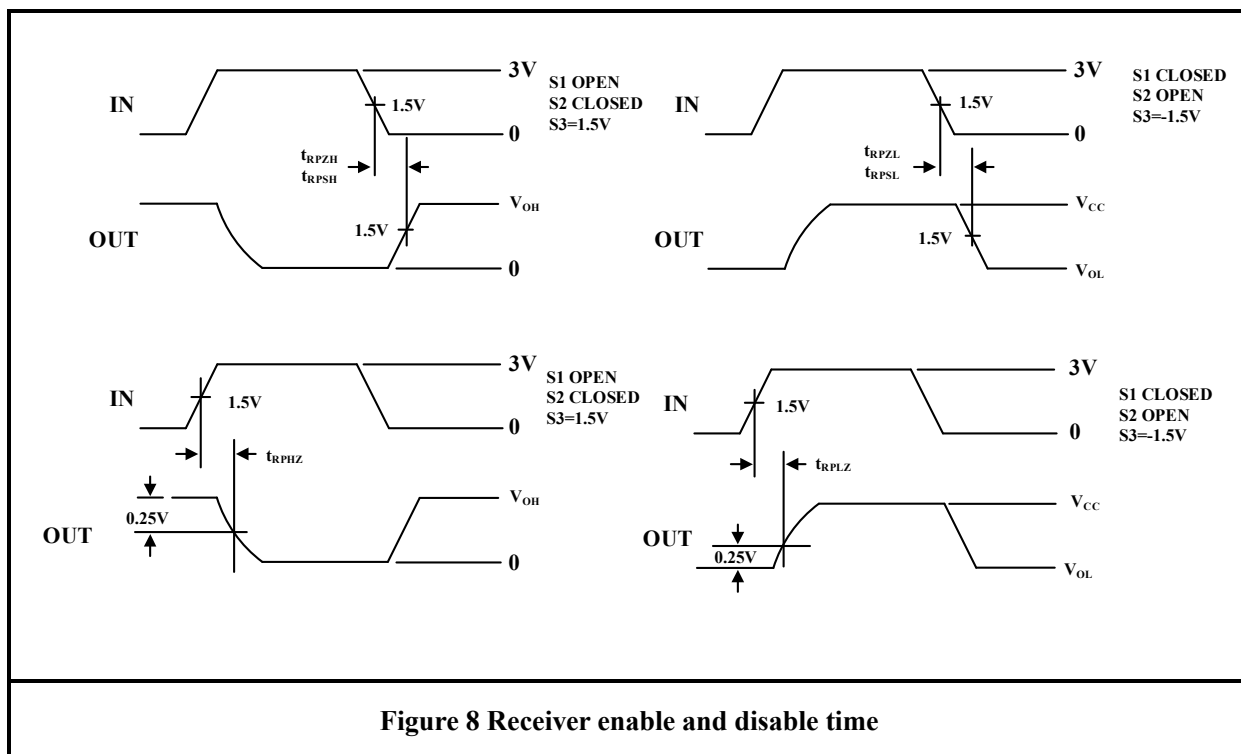 3V
S1 OPEN
S2 CLOSED
S3=1.5V
IN
1.5V
0
tRPZH
tRPSH
VOH
OUT
1.5V
0
3V
S1 CLOSED
S2 OPEN
S3=-1.5V
IN
1.5V
0
tRPZL
tRPSL
VCC
OUT
1.5V
VOL
3V
S1 OPEN
S2 CLOSED
S3=1.5V
IN
1.5V
0
tRPHZ
VOH
0.25V
OUT
0
3V
S1 CLOSED
S2 OPEN
S3=-1.5V
IN
1.5V
0
tRPLZ
VCC
OUT
0.25V
VOL
Figure 8 Receiver enable and disable time